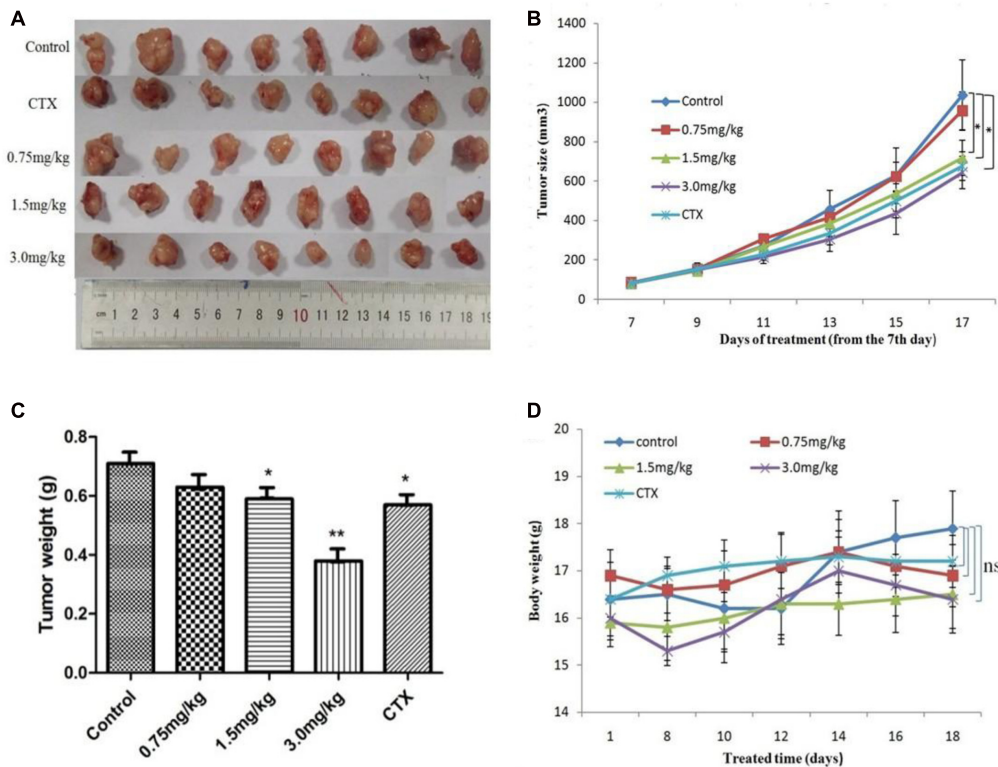 A
Control
CTX
0.75mg/kg
1.5mg/kg
3.0mg/kg
cm 1 2 3 4 5 6 7 8 9 10 11 12 13 14 15 16 17 18 19
B
1400
1200
1000
800
600
400
200
0
Tumor size (mm3)
Control
0.75mg/kg
1.5mg/kg
3.0mg/kg
CTX
*
*
7 9 11 13 15 17
Days of treatment (from the 7th day)
C
0.8
0.6
0.4
0.2
0.0
Tumor weight (g)
*
**
*
Control
0.75mg/kg
1.5mg/kg
3.0mg/kg
CTX
D
20
19
18
17
16
15
14
Body weight (g)
control
0.75mg/kg
1.5mg/kg
3.0mg/kg
CTX
ns
1 8 10 12 14 16 18
Treated time (days)